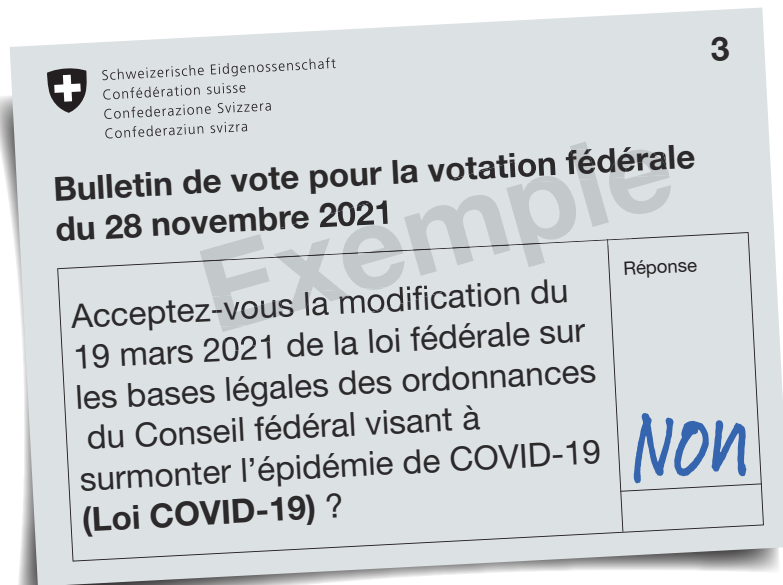 Schweizerische Eidgenossenschaft
Confédération suisse
Confederazione Svizzera
Confederaziun svizra
3
Bulletin de vote pour la votation fédérale
du 28 novembre 2021
Exemple
Acceptez-vous la modification du
19 mars 2021 de la loi fédérale sur
les bases légales des ordonnances
du Conseil fédéral visant à
surmonter l’épidémie de COVID-19
(Loi COVID-19) ?
Réponse
NON